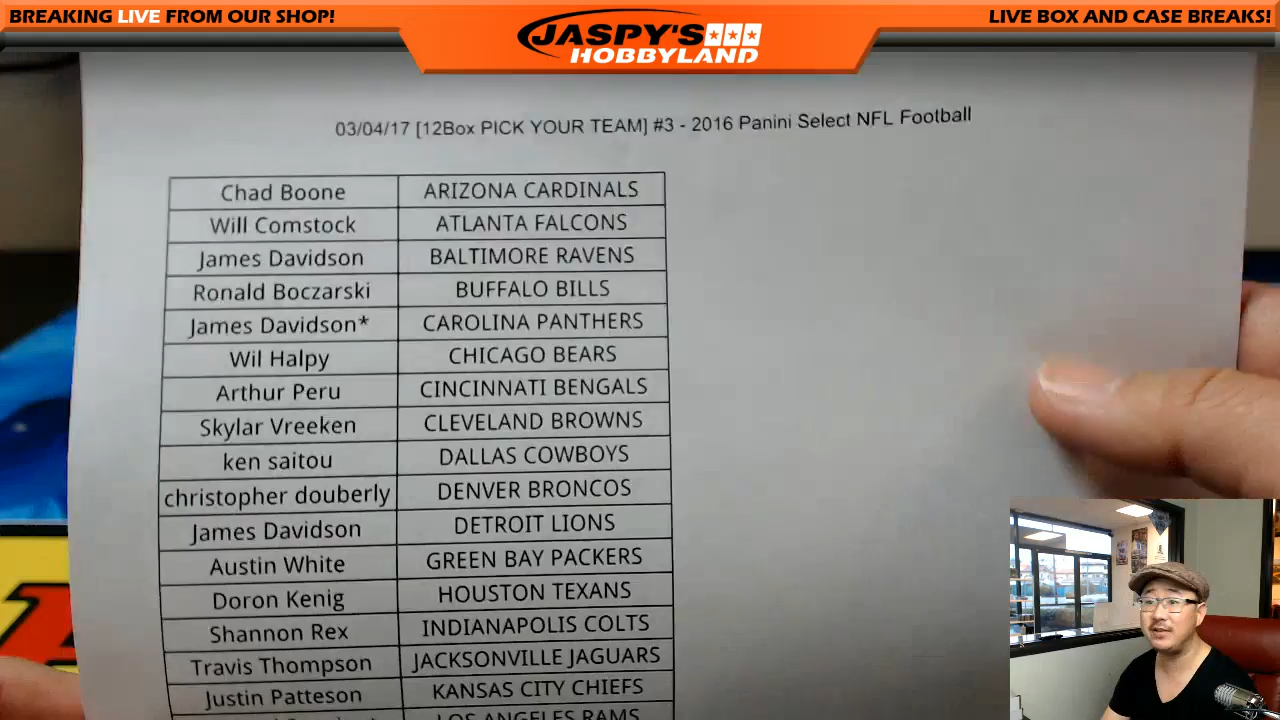 BREAKING LIVE FROM OUR SHOP!
JASPY'S
HOBBYLAND
LIVE BOX AND CASE BREAKS!
03/04/17 [12Box PICK YOUR TEAM] #3 - 2016 Panini Select NFL Football
Chad Boone ARIZONA CARDINALS
Will Comstock ATLANTA FALCONS
James Davidson BALTIMORE RAVENS
Ronald Boczarski BUFFALO BILLS
James Davidson* CAROLINA PANTHERS
Wil Halpy CHICAGO BEARS
Arthur Peru CINCINNATI BENGALS
Skylar Vreeken CLEVELAND BROWNS
ken saitou DALLAS COWBOYS
christopher douberly DENVER BRONCOS
James Davidson DETROIT LIONS
Austin White GREEN BAY PACKERS
Doron Kenig HOUSTON TEXANS
Shannon Rex INDIANAPOLIS COLTS
Travis Thompson JACKSONVILLE JAGUARS
Justin Patteson KANSAS CITY CHIEFS
LOS ANGELES RAMS